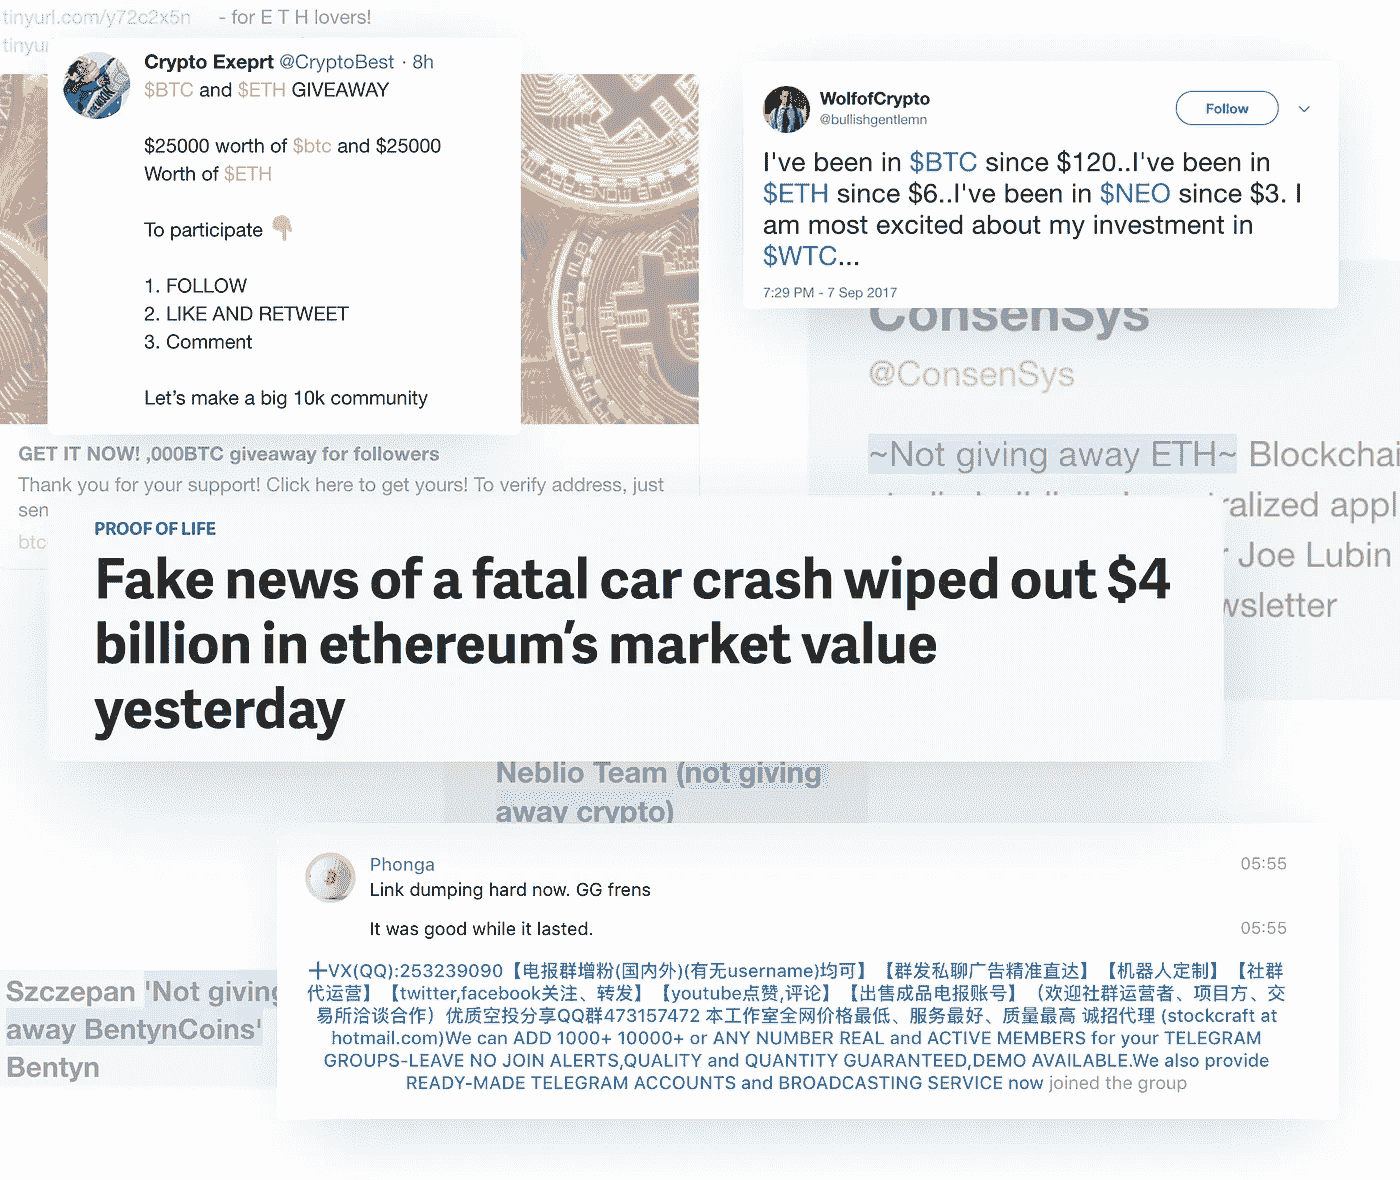 tinyurl.com/y72c2x5n - for E T H lovers!
tinyur
Crypto Exeprt @CryptoBest · 8h
$BTC and $ETH GIVEAWAY
$25000 worth of $btc and $25000
Worth of $ETH
To participate 👇
1. FOLLOW
2. LIKE AND RETWEET
3. Comment
Let's make a big 10k community
WolfofCrypto
@bullishgentlemn
Follow
I've been in $BTC since $120..I've been in
$ETH since $6..I've been in $NEO since $3. I
am most excited about my investment in
$WTC...
7:29 PM - 7 Sep 2017
ConsenSys
@ConsenSys
~Not giving away ETH~ Blockchai
ralized appl
Joe Lubin
wsletter
GET IT NOW! ,000BTC giveaway for followers
Thank you for your support! Click here to get yours! To verify address, just
sen
btc
PROOF OF LIFE
Fake news of a fatal car crash wiped out $4
billion in ethereum’s market value
yesterday
Neblio Team (not giving
away crypto)
Phonga 05:55
Link dumping hard now. GG frens
It was good while it lasted. 05:55
十VX(QQ):253239090【电报群增粉(国内外)(有无username)均可】【群发私聊广告精准直达】【机器人定制】【社群
代运营】【twitter,facebook关注、转发】【youtube点赞,评论】【出售成品电报账号】（欢迎社群运营者、项目方、交
易所洽谈合作）优质空投分享QQ群473157472 本工作室全网价格最低、服务最好、质量最高 诚招代理 (stockcraft at
hotmail.com)We can ADD 1000+ 10000+ or ANY NUMBER REAL and ACTIVE MEMBERS for your TELEGRAM
GROUPS-LEAVE NO JOIN ALERTS,QUALITY and QUANTITY GUARANTEED,DEMO AVAILABLE.We also provide
READY-MADE TELEGRAM ACCOUNTS and BROADCASTING SERVICE now joined the group
Szczepan 'Not giving
away BentynCoins'
Bentyn